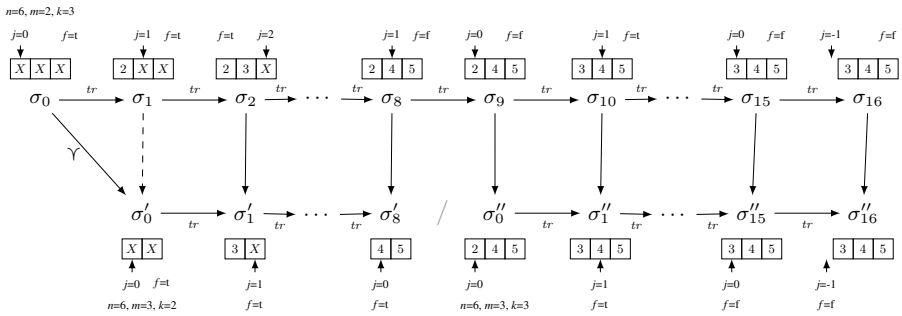 n=6, m=2, k=3
j=0 f=t j=1 f=t f=t j=2 j=1 f=f j=0 f=f j=1 f=t j=0 f=f j=-1 f=f
X X X 2 X X 2 3 X 2 4 5 2 4 5 3 4 5 3 4 5 3 4 5
σ0 tr σ1 tr σ2 tr ··· tr σ8 tr σ9 tr σ10 tr ··· tr σ15 tr σ16
≺
σ′0 tr σ′1 tr ··· tr σ′8 / σ″0 tr σ″1 tr ··· tr σ″15 tr σ″16
X X 3 X 4 5 2 4 5 3 4 5 3 4 5 3 4 5
j=0 f=t j=1 j=0 j=0 j=1 j=0 j=-1
n=6, m=3, k=2 f=t f=t n=6, m=3, k=3 f=t f=f f=f